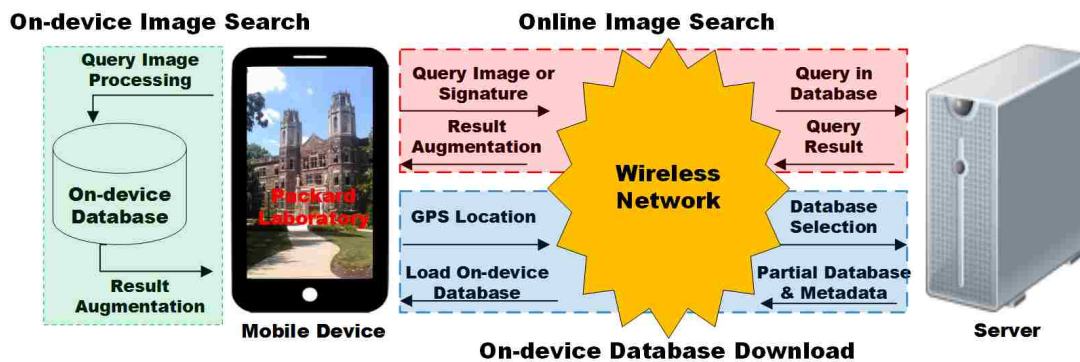 On-device Image Search
Online Image Search
Query Image
Processing
On-device
Database
Result
Augmentation
Packard
Laboratory
Mobile Device
Query Image or
Signature
Result
Augmentation
GPS Location
Load On-device
Database
Wireless
Network
Query in
Database
Query
Result
Database
Selection
Partial Database
& Metadata
On-device Database Download
Server